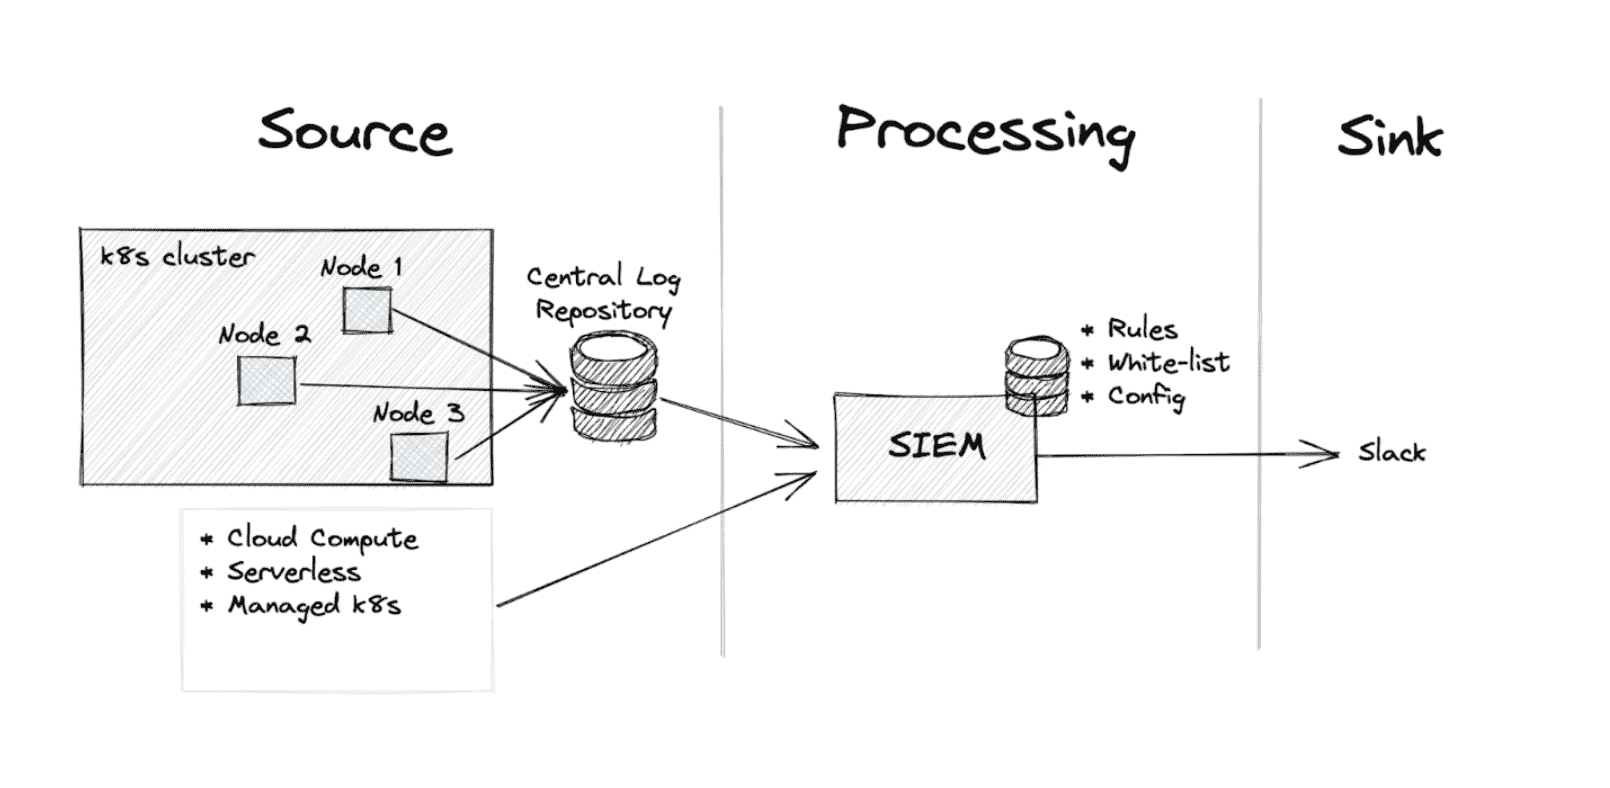 Source
Processing
Sink
k8s cluster
Node 1
Node 2
Node 3
Central Log
Repository
* Cloud Compute
* Serverless
* Managed k8s
SIEM
* Rules
* White-list
* Config
Slack